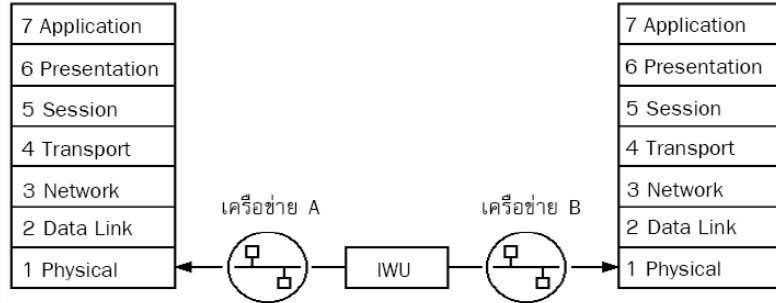 7 Application
6 Presentation
5 Session
4 Transport
3 Network
2 Data Link
1 Physical
เครือข่าย A
IWU
เครือข่าย B
7 Application
6 Presentation
5 Session
4 Transport
3 Network
2 Data Link
1 Physical